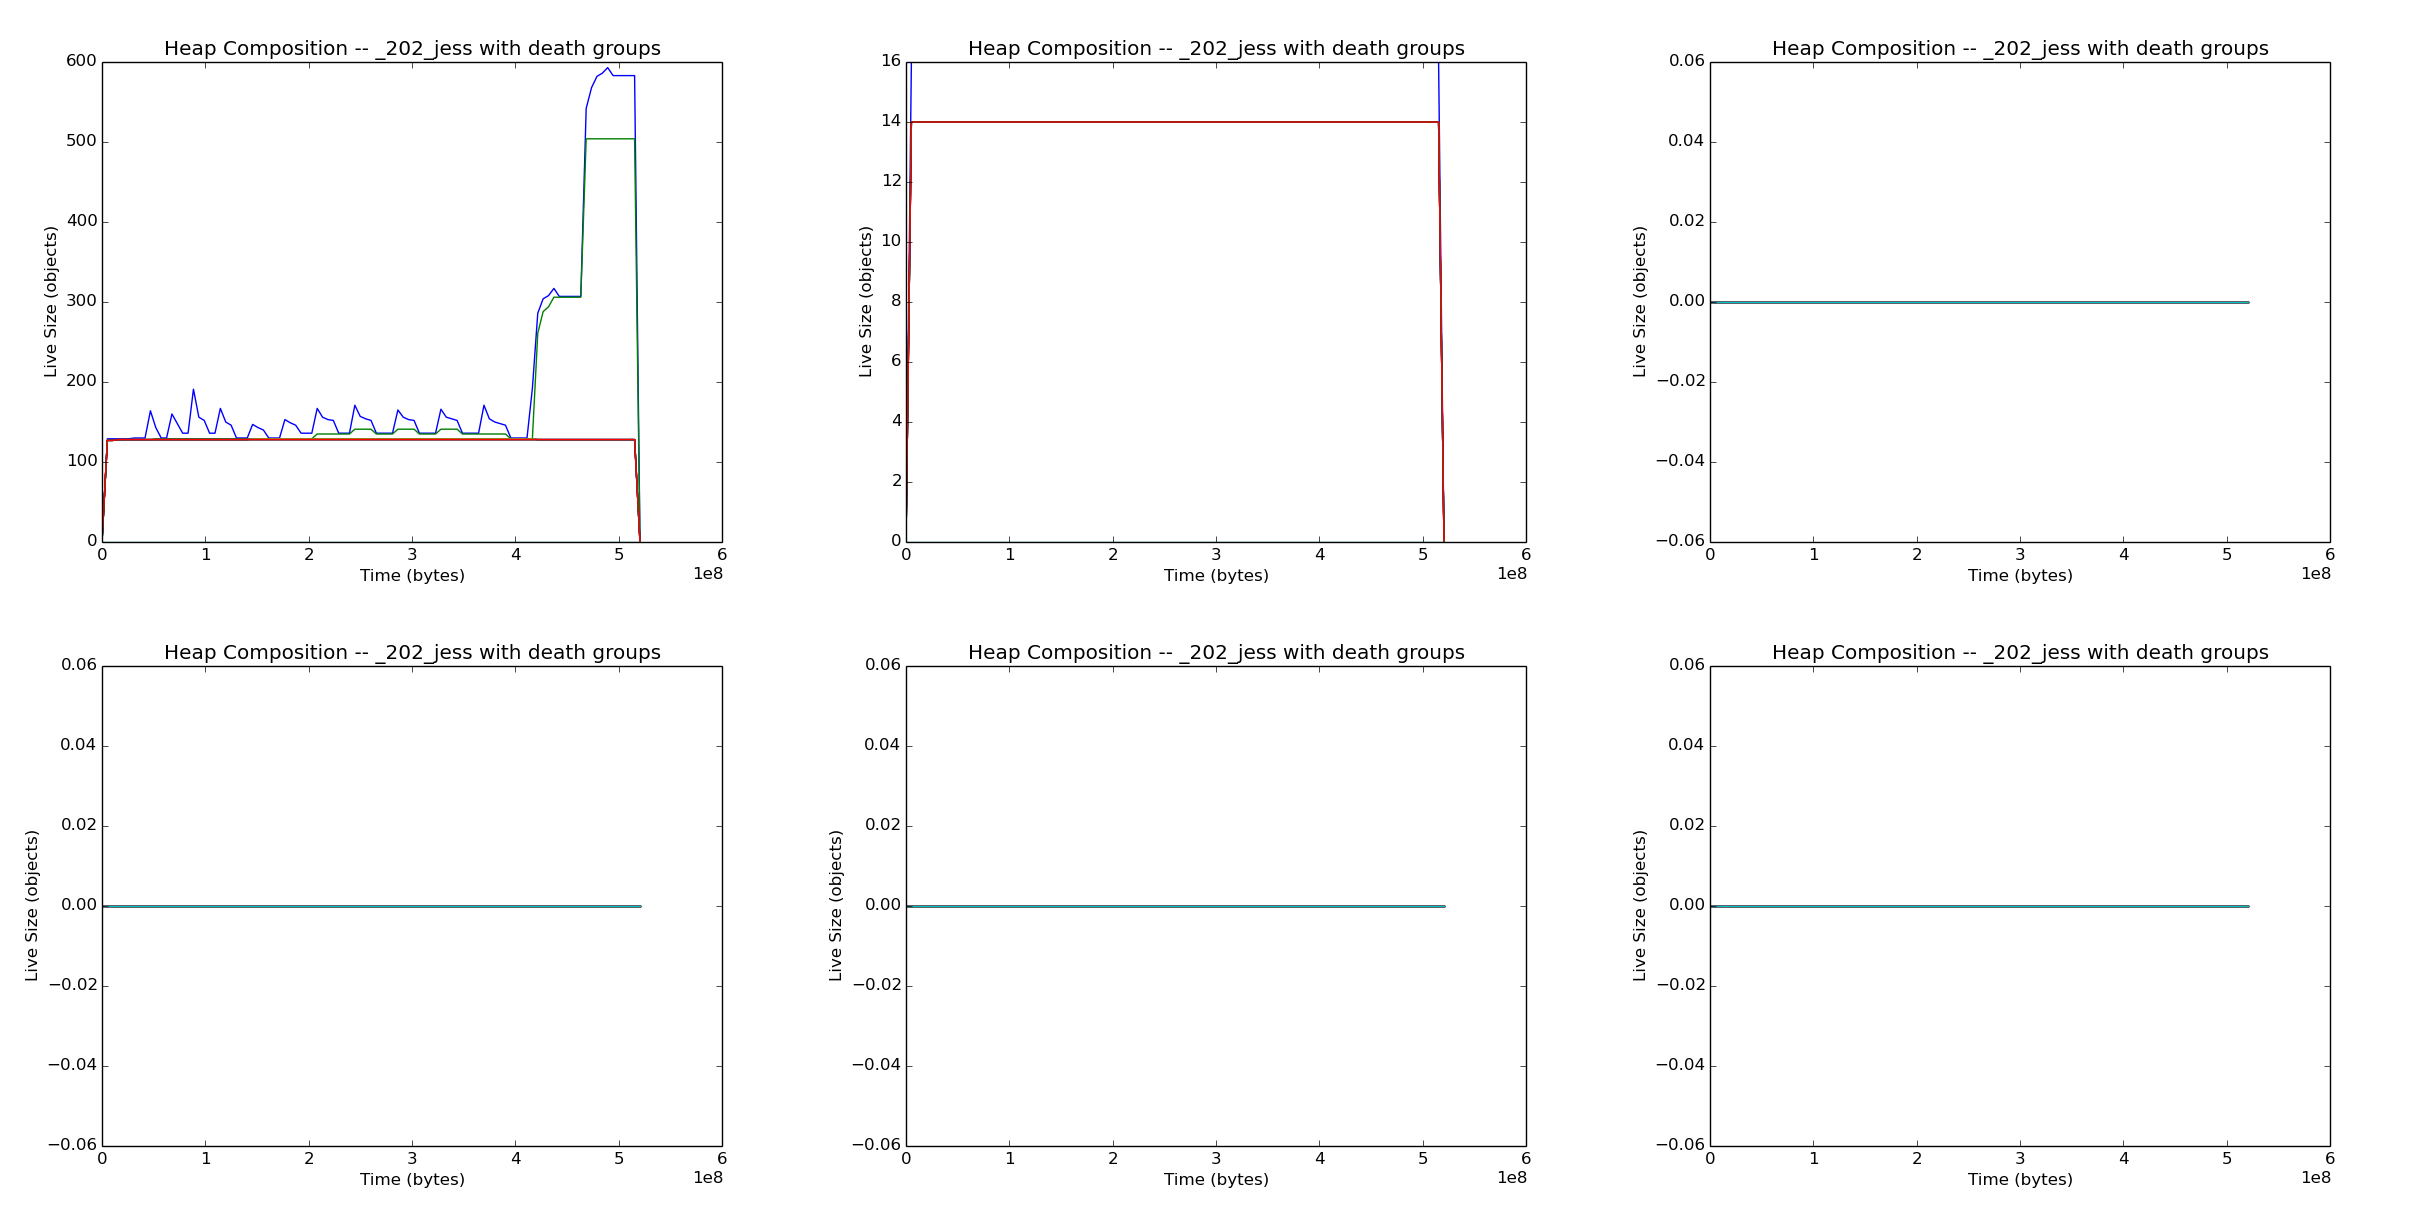 Heap Composition -- _202_jess with death groups
600
500
400
300
200
100
0
Live Size (objects)
0 1 2 3 4 5 6
Time (bytes)
1e8
Heap Composition -- _202_jess with death groups
16
14
12
10
8
6
4
2
0
Live Size (objects)
0 1 2 3 4 5 6
Time (bytes)
1e8
Heap Composition -- _202_jess with death groups
0.06
0.04
0.02
0.00
−0.02
−0.04
−0.06
Live Size (objects)
0 1 2 3 4 5 6
Time (bytes)
1e8
Heap Composition -- _202_jess with death groups
0.06
0.04
0.02
0.00
−0.02
−0.04
−0.06
Live Size (objects)
0 1 2 3 4 5 6
Time (bytes)
1e8
Heap Composition -- _202_jess with death groups
0.06
0.04
0.02
0.00
−0.02
−0.04
−0.06
Live Size (objects)
0 1 2 3 4 5 6
Time (bytes)
1e8
Heap Composition -- _202_jess with death groups
0.06
0.04
0.02
0.00
−0.02
−0.04
−0.06
Live Size (objects)
0 1 2 3 4 5 6
Time (bytes)
1e8